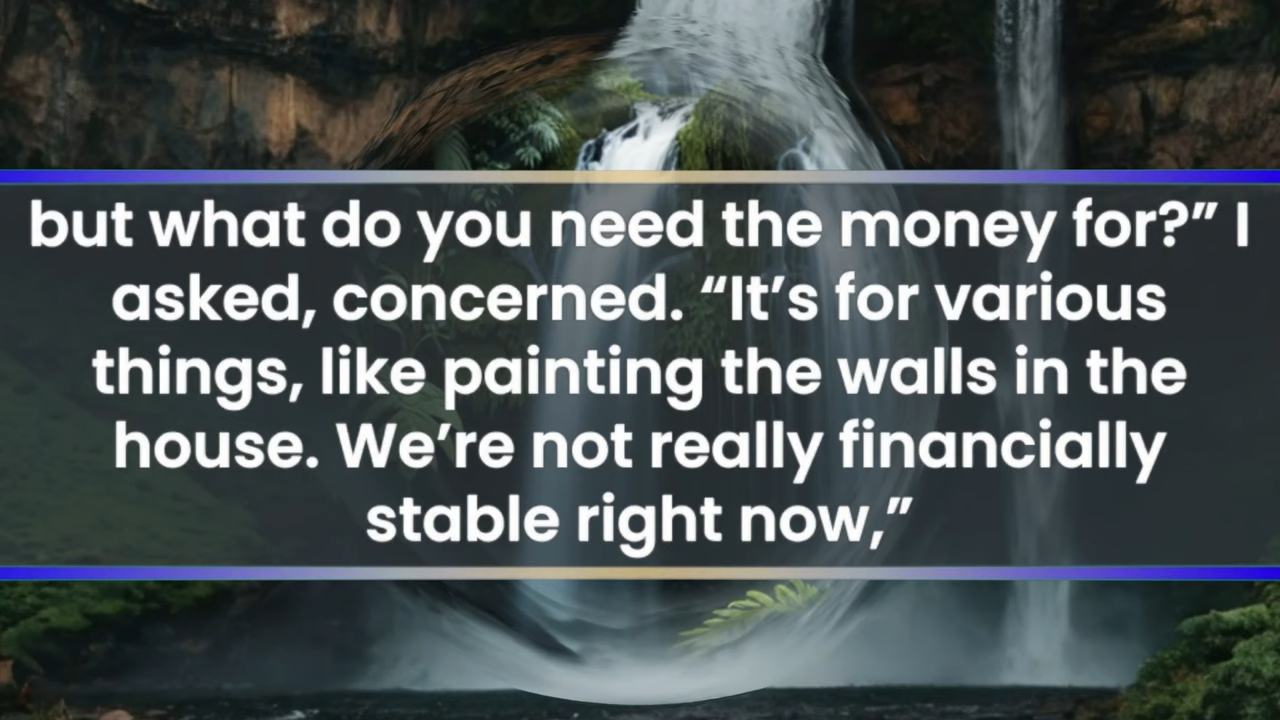 but what do you need the money for?” I
asked, concerned. “It’s for various
things, like painting the walls in the
house. We’re not really financially
stable right now,”